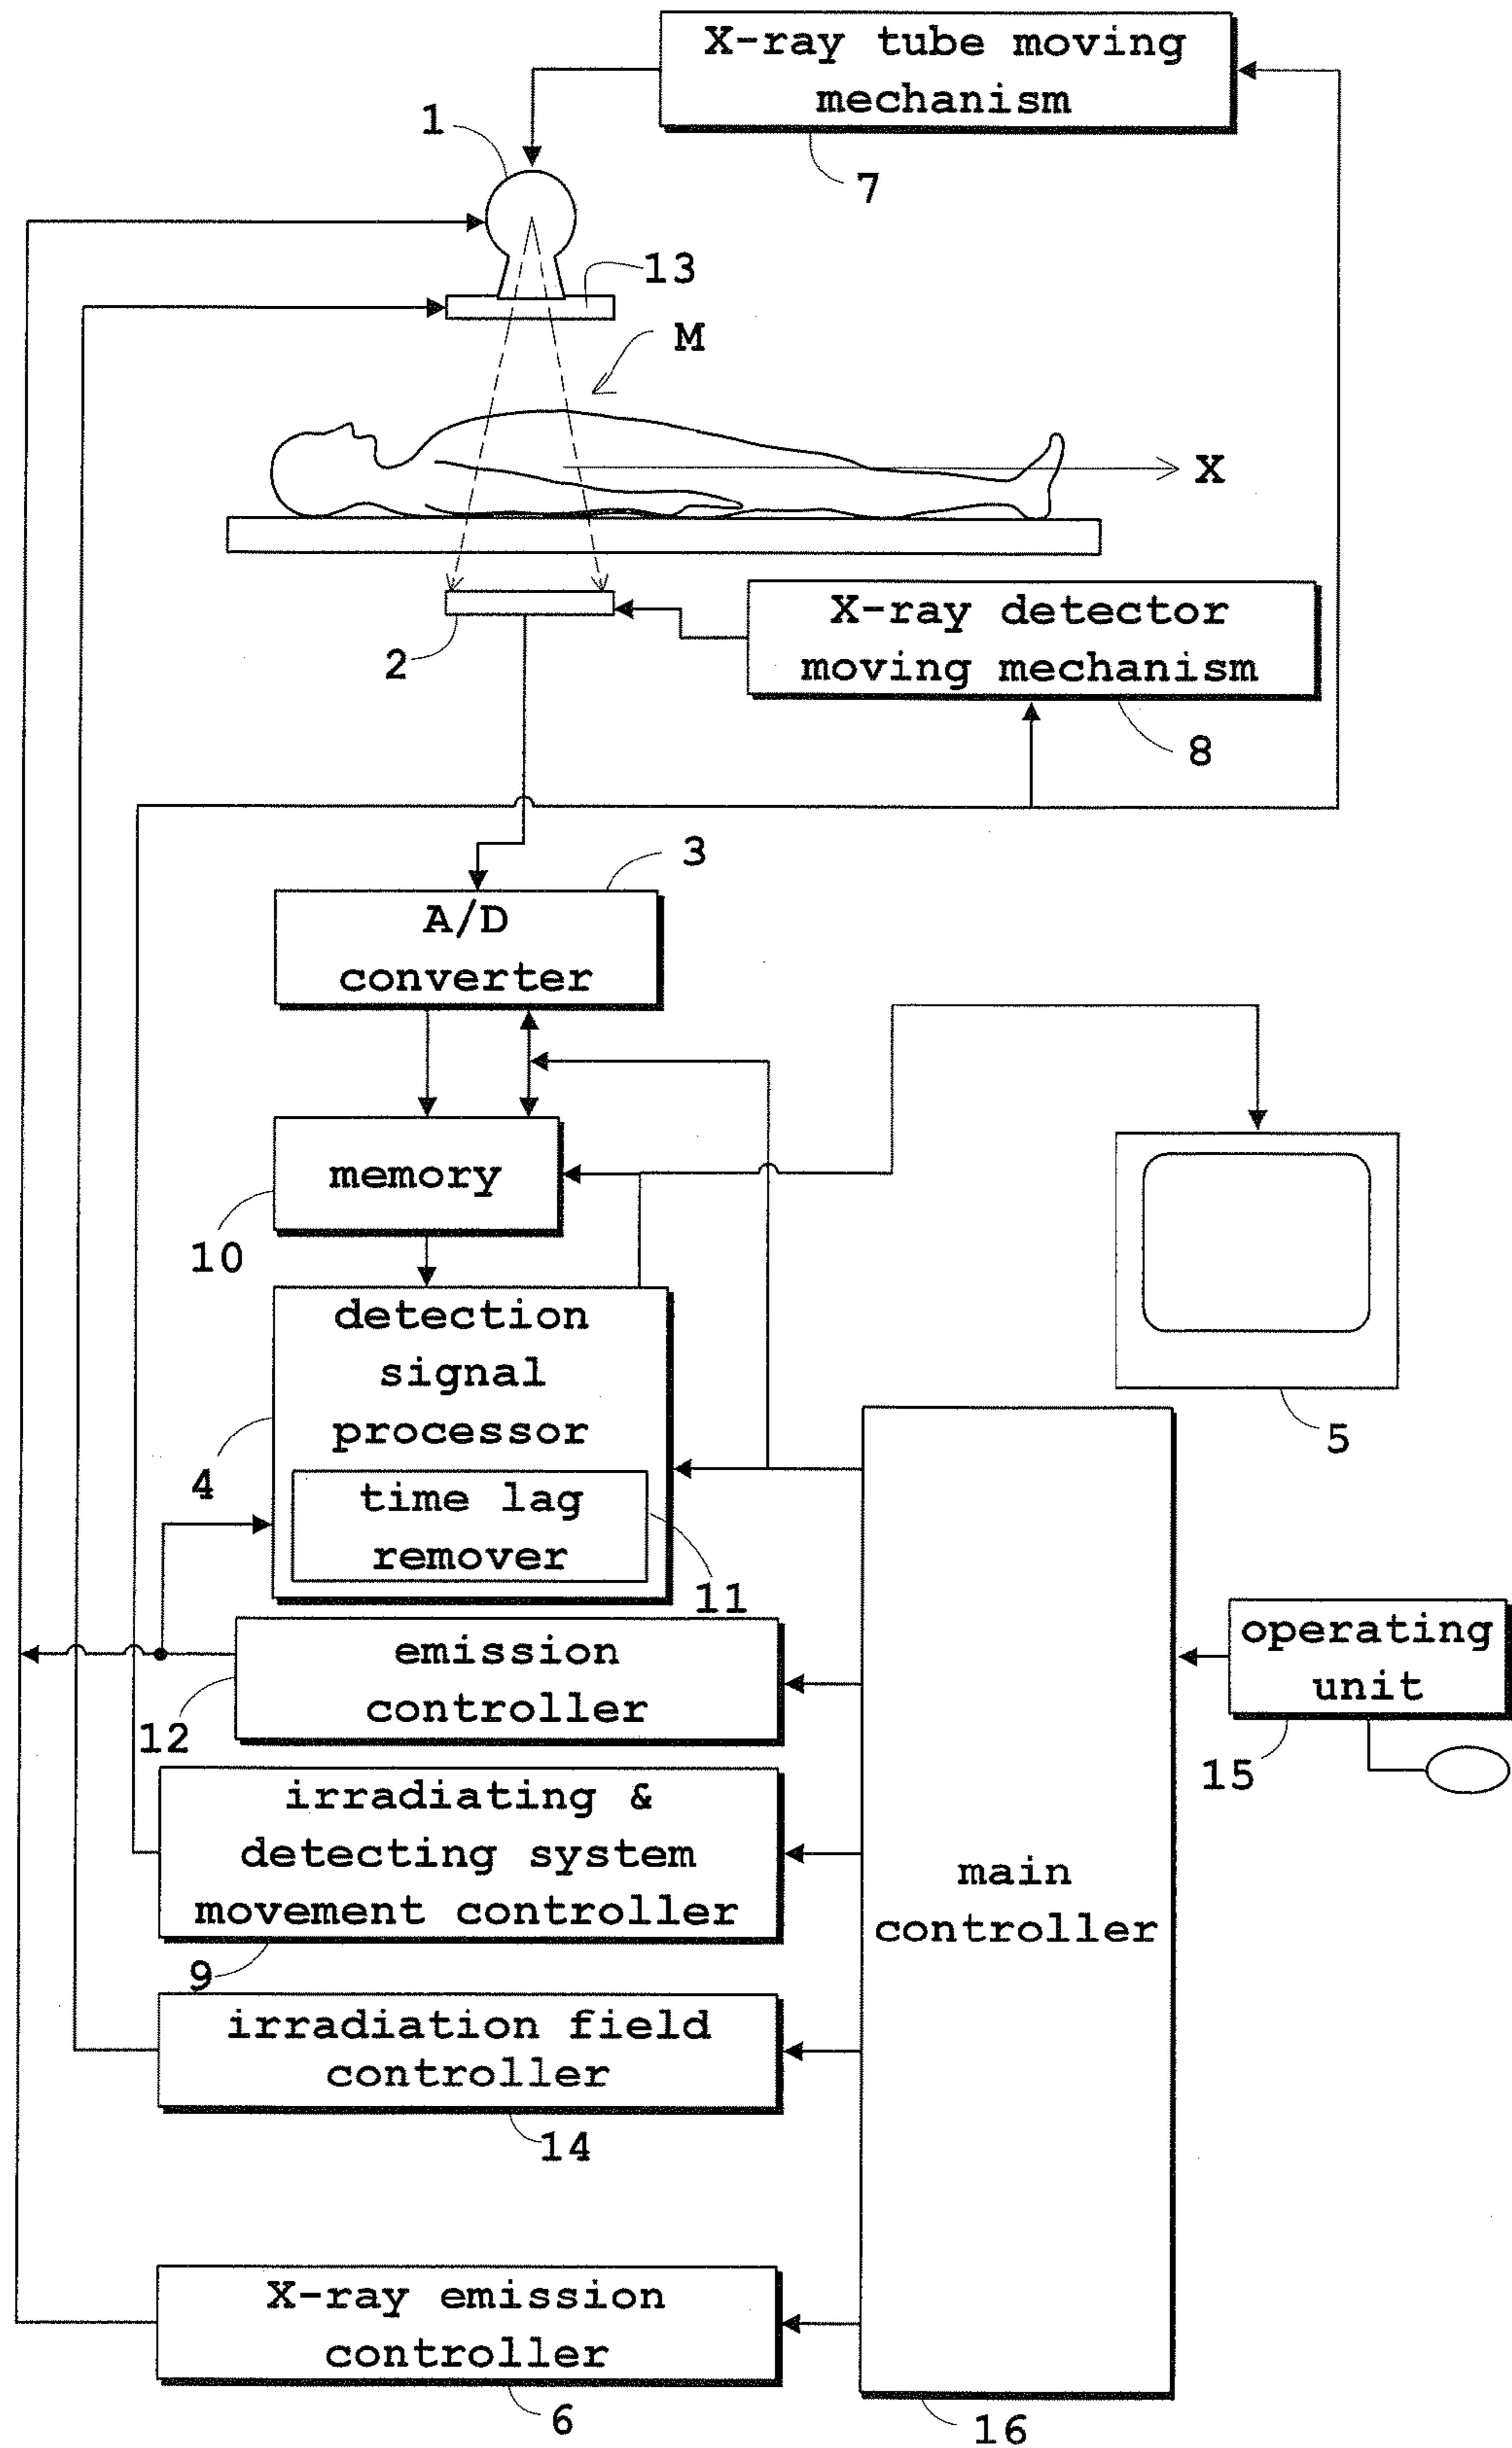 X-ray tube moving
mechanism
1
7
13
M
X
X-ray detector
moving mechanism
2
8
3
A/D
converter
memory
10
detection
signal
processor
4
time lag
remover
11
5
emission
controller
12
operating
unit
15
irradiating &
detecting system
movement controller
9
main
controller
irradiation field
controller
14
X-ray emission
controller
6
16